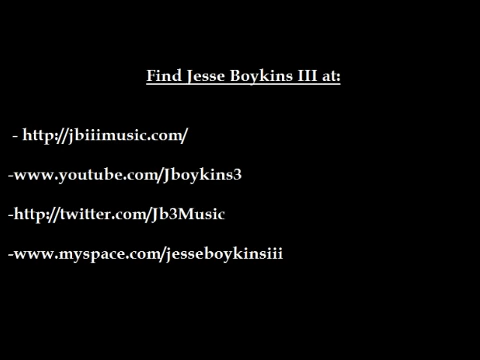 Find Jesse Boykins III at:
- http://jbiiimusic.com/
-www.youtube.com/Jboykins3
-http://twitter.com/Jb3Music
-www.myspace.com/jesseboykinsiii